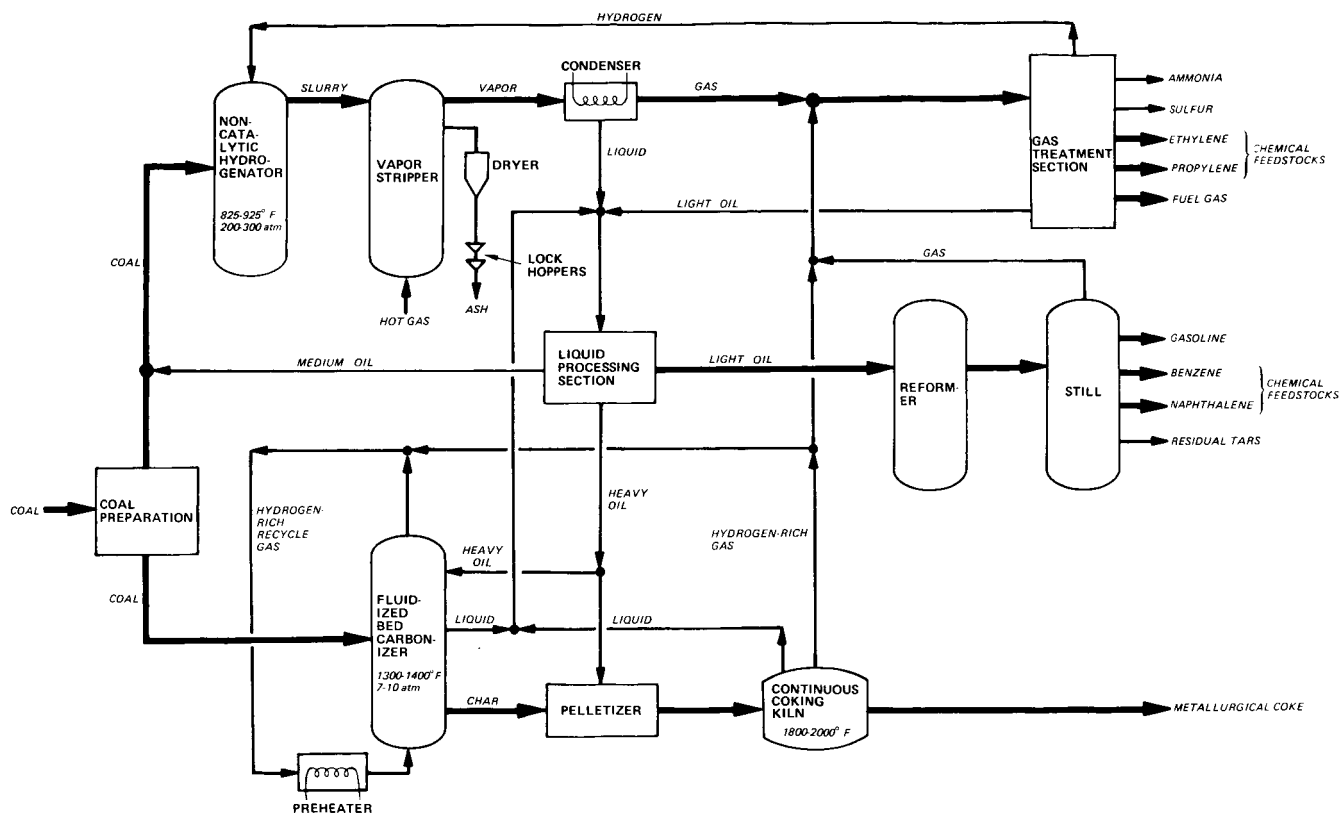 HYDROGEN
CONDENSER
SLURRY
VAPOR
GAS
AMMONIA
SULFUR
ETHYLENE
PROPYLENE
FUEL GAS
CHEMICAL
FEEDSTOCKS
GAS
TREATMENT
SECTION
NON-
CATA-
LYTIC
HYDRO-
GENATOR
825-925° F
200-300 atm
VAPOR
STRIPPER
DRYER
LIQUID
LIGHT OIL
LOCK
HOPPERS
COAL
HOT GAS
ASH
GAS
MEDIUM OIL
LIQUID
PROCESSING
SECTION
LIGHT OIL
REFORM-
ER
STILL
GASOLINE
BENZENE
NAPHTHALENE
RESIDUAL TARS
CHEMICAL
FEEDSTOCKS
COAL
COAL
PREPARATION
HYDROGEN-
RICH
RECYCLE
GAS
HEAVY
OIL
HYDROGEN-RICH
GAS
HEAVY
OIL
COAL
FLUID-
IZED
BED
CARBON-
IZER
1300-1400° F
7-10 atm
LIQUID
LIQUID
CHAR
PELLETIZER
CONTINUOUS
COKING
KILN
1800-2000° F
METALLURGICAL COKE
PREHEATER